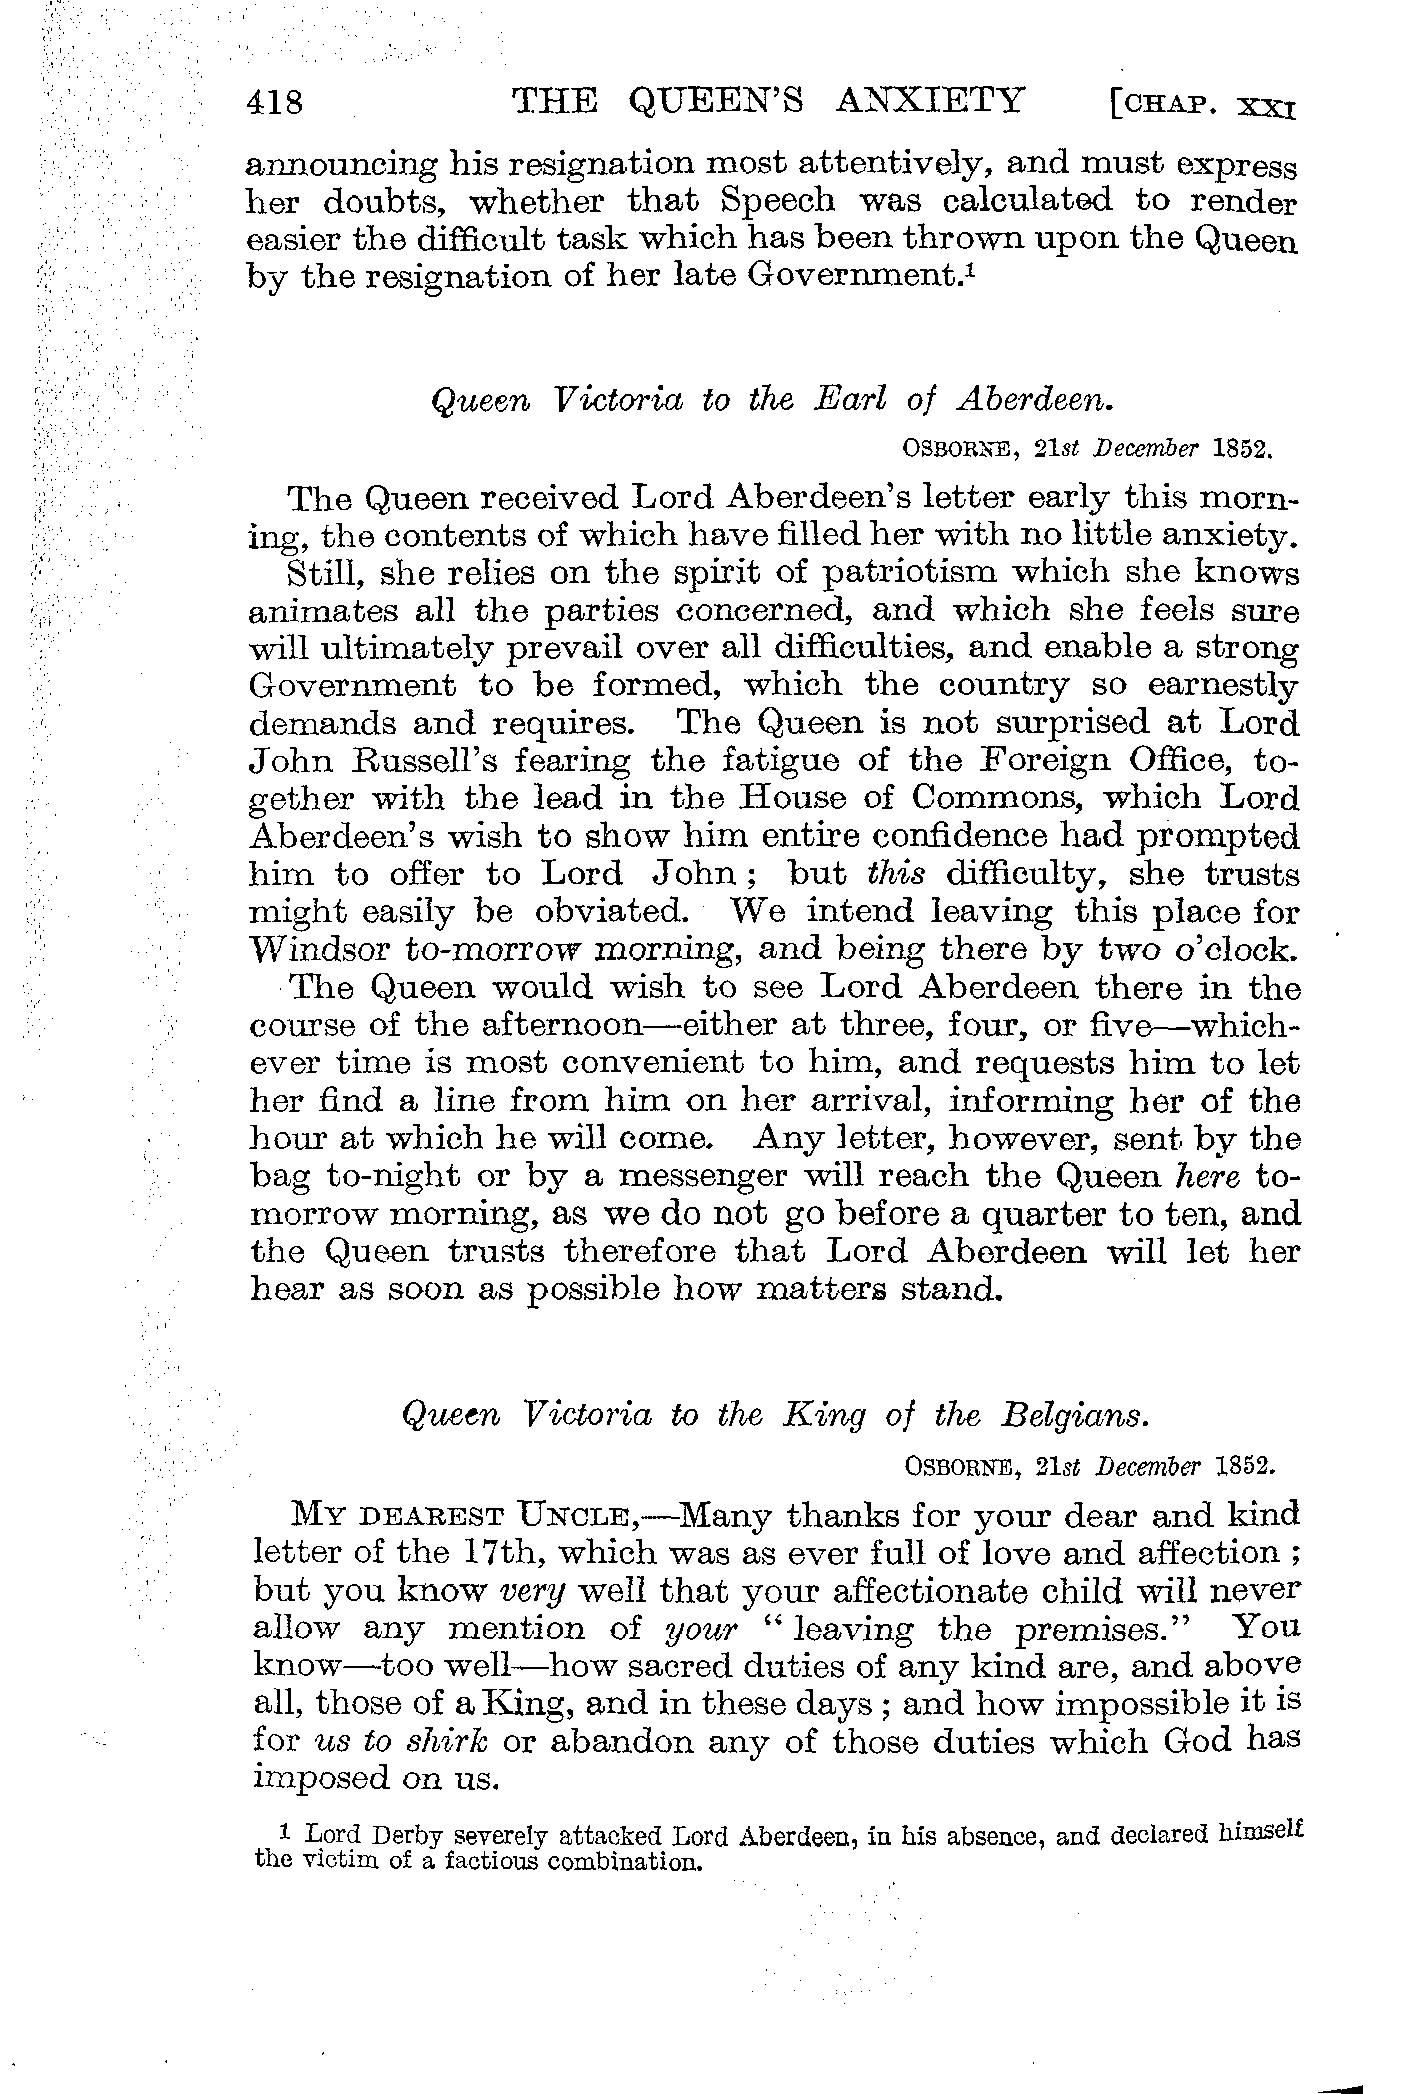 418 THE QUEEN'S ANXIETY [CHAP. XXI
announcing his resignation most attentively, and must express
her doubts, whether that Speech was calculated to render
easier the difficult task which has been thrown upon the Queen
by the resignation of her late Government.¹
Queen Victoria to the Earl of Aberdeen.
OSBORNE, 21st December 1852.
The Queen received Lord Aberdeen's letter early this morn-
ing, the contents of which have filled her with no little anxiety.
Still, she relies on the spirit of patriotism which she knows
animates all the parties concerned, and which she feels sure
will ultimately prevail over all difficulties, and enable a strong
Government to be formed, which the country so earnestly
demands and requires. The Queen is not surprised at Lord
John Russell's fearing the fatigue of the Foreign Office, to-
gether with the lead in the House of Commons, which Lord
Aberdeen's wish to show him entire confidence had prompted
him to offer to Lord John ; but this difficulty, she trusts
might easily be obviated. We intend leaving this place for
Windsor to-morrow morning, and being there by two o'clock.
The Queen would wish to see Lord Aberdeen there in the
course of the afternoon—either at three, four, or five—which-
ever time is most convenient to him, and requests him to let
her find a line from him on her arrival, informing her of the
hour at which he will come. Any letter, however, sent by the
bag to-night or by a messenger will reach the Queen here to-
morrow morning, as we do not go before a quarter to ten, and
the Queen trusts therefore that Lord Aberdeen will let her
hear as soon as possible how matters stand.
Queen Victoria to the King of the Belgians.
OSBORNE, 21st December 1852.
MY DEAREST UNCLE,—Many thanks for your dear and kind
letter of the 17th, which was as ever full of love and affection ;
but you know very well that your affectionate child will never
allow any mention of your “ leaving the premises.” You
know—too well—how sacred duties of any kind are, and above
all, those of a King, and in these days ; and how impossible it is
for us to shirk or abandon any of those duties which God has
imposed on us.
1 Lord Derby severely attacked Lord Aberdeen, in his absence, and declared himself
the victim of a factious combination.